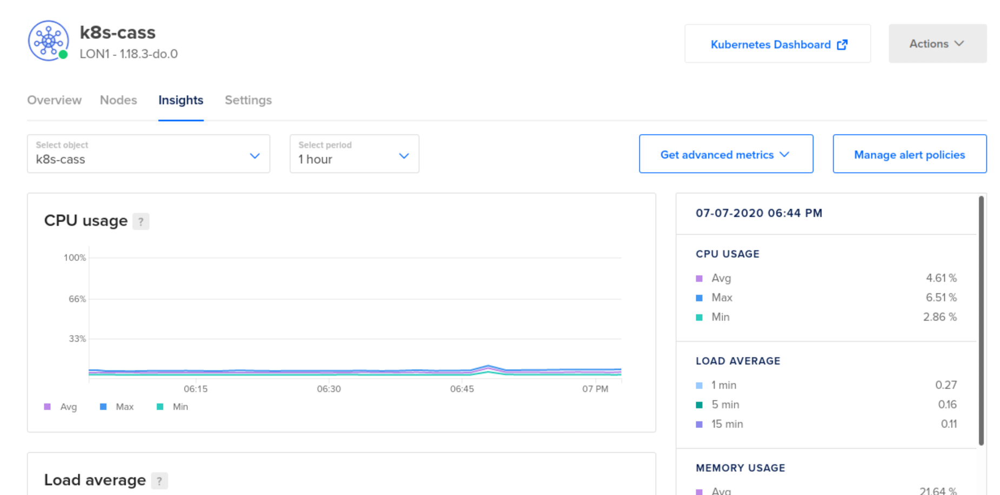 k8s-cass
LON1 - 1.18.3-do.0
Kubernetes Dashboard
Actions
Overview Nodes Insights Settings
Select object
k8s-cass
Select period
1 hour
Get advanced metrics
Manage alert policies
CPU usage ?
100%
66%
33%
06:15 06:30 06:45 07 PM
Avg Max Min
Load average ?
07-07-2020 06:44 PM
CPU USAGE
Avg 4.61 %
Max 6.51 %
Min 2.86 %
LOAD AVERAGE
1 min 0.27
5 min 0.16
15 min 0.11
MEMORY USAGE
Avg 21.64 %